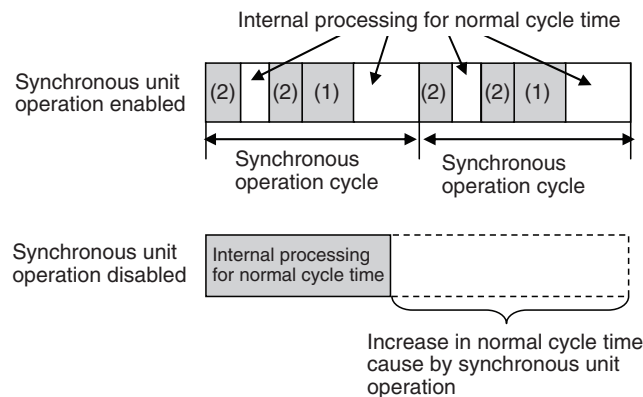 Internal processing for normal cycle time
Synchronous unit
operation enabled
(2) (2) (1) (2) (2) (1)
Synchronous
operation cycle
Synchronous
operation cycle
Synchronous unit
operation disabled
Internal processing
for normal cycle time
Increase in normal cycle time
cause by synchronous unit
operation